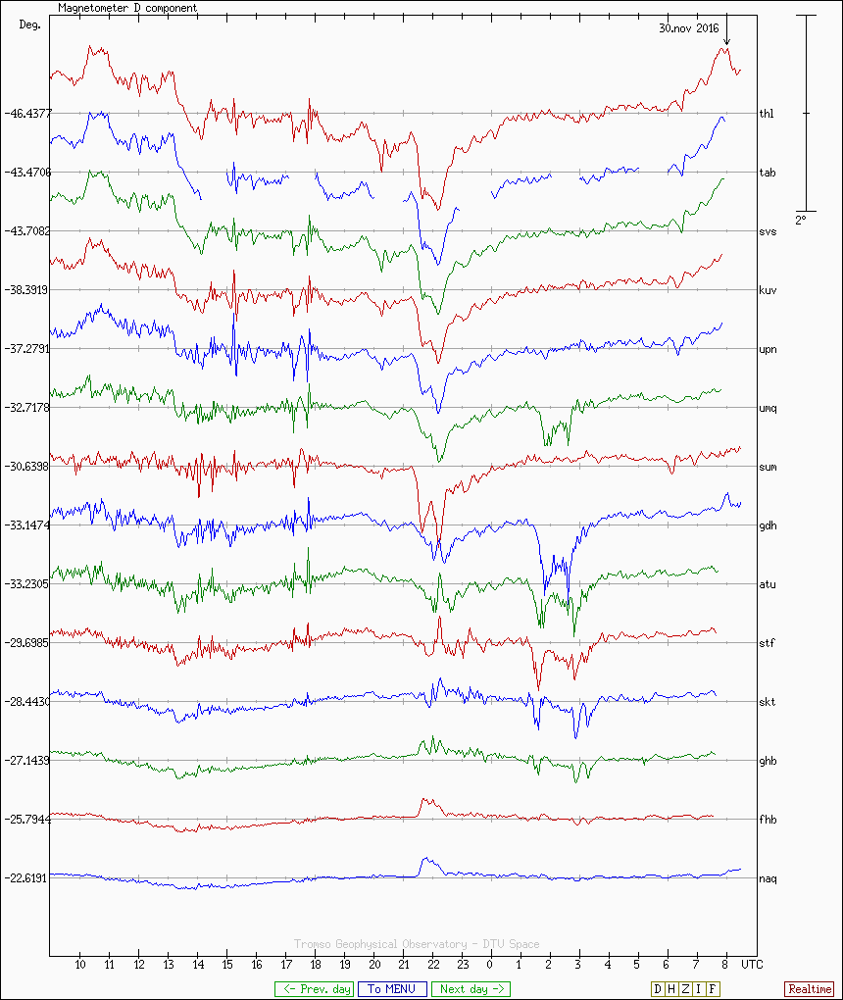 Magnetometer D component
Deg.
30.nov 2016
-46.4377 thl
-43.4706 tab
2°
-43.7082 svs
-38.3919 kuv
-37.2791 upn
-32.7178 umq
-30.6398 sum
-33.1474 gdh
-33.2305 atu
-29.6985 stf
-28.4430 skt
-27.1439 ghb
-25.7944 fhb
-22.6191 naq
Tromso Geophysical Observatory - DTU Space
10 11 12 13 14 15 16 17 18 19 20 21 22 23 0 1 2 3 4 5 6 7 8 UTC
<- Prev. day To MENU Next day -> D H Z I F Realtime